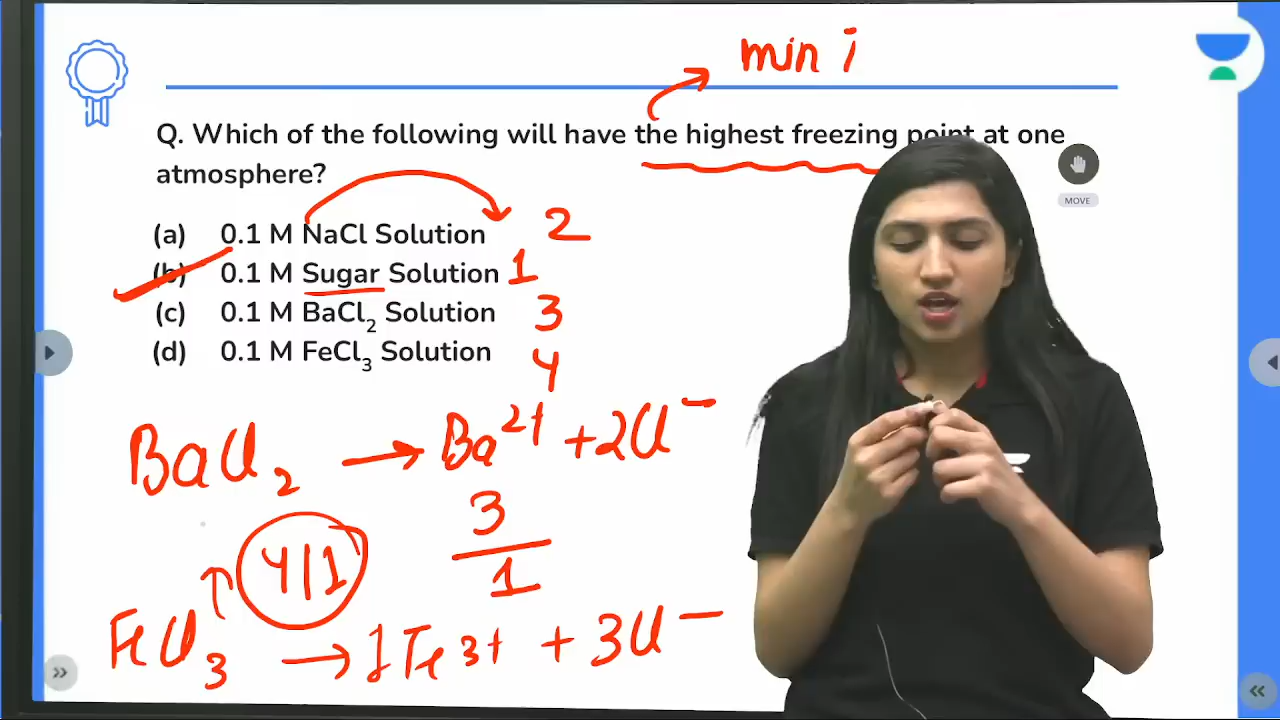 min i
Q. Which of the following will have the highest freezing point at one
atmosphere?
(a) 0.1 M NaCl Solution 2
(b) 0.1 M Sugar Solution 1
(c) 0.1 M BaCl₂ Solution 3
(d) 0.1 M FeCl₃ Solution 4
MOVE
BaCl₂ → Ba²⁺ + 2Cl⁻
3
1
4/1
FeCl₃ → 1Fe³⁺ + 3Cl⁻